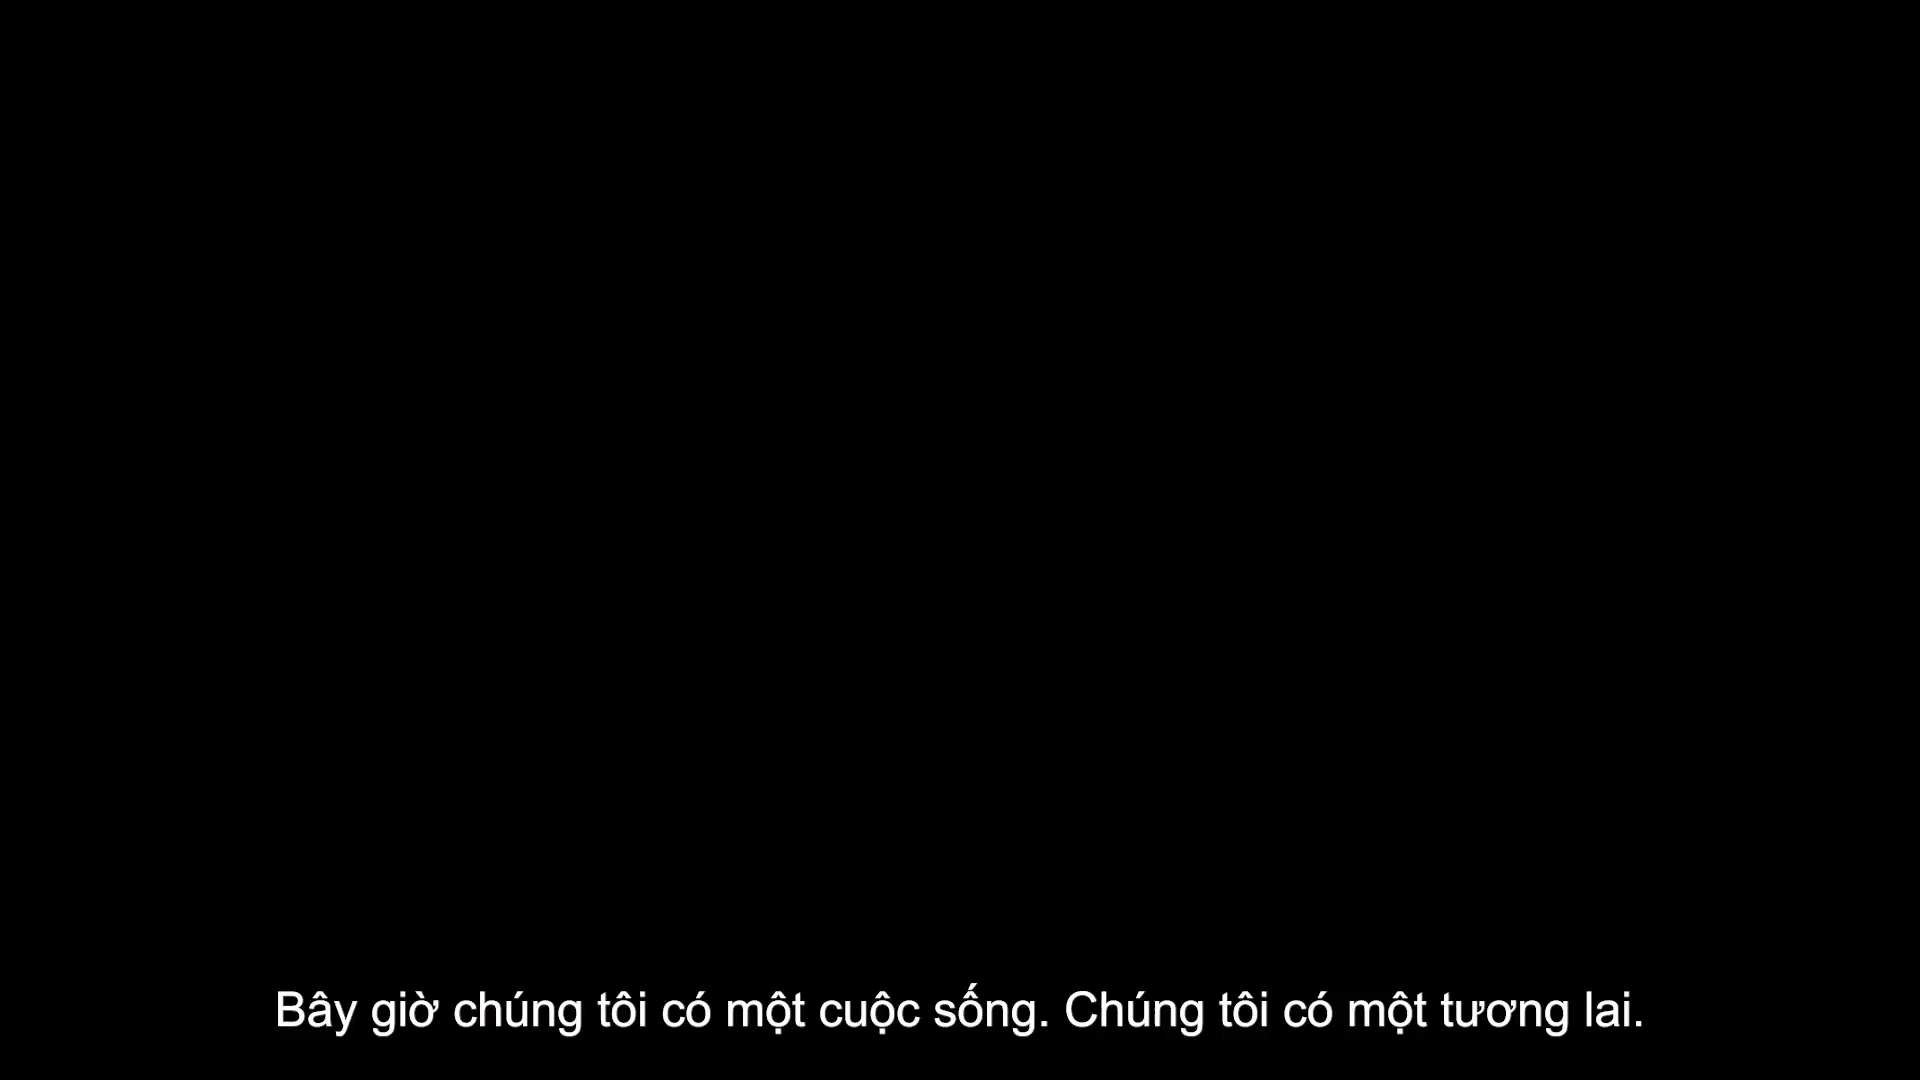 Bây giờ chúng tôi có một cuộc sống. Chúng tôi có một tương lai.